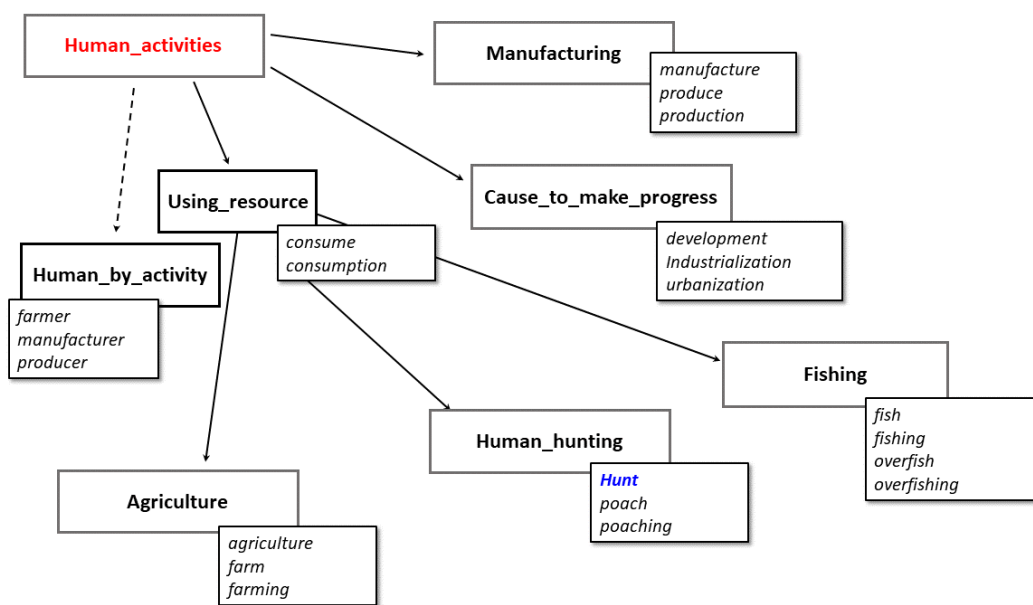 Human_activities
Manufacturing
manufacture
produce
production
Using_resource
consume
consumption
Cause_to_make_progress
development
Industrialization
urbanization
Human_by_activity
farmer
manufacturer
producer
Fishing
fish
fishing
overfish
overfishing
Human_hunting
Hunt
poach
poaching
Agriculture
agriculture
farm
farming